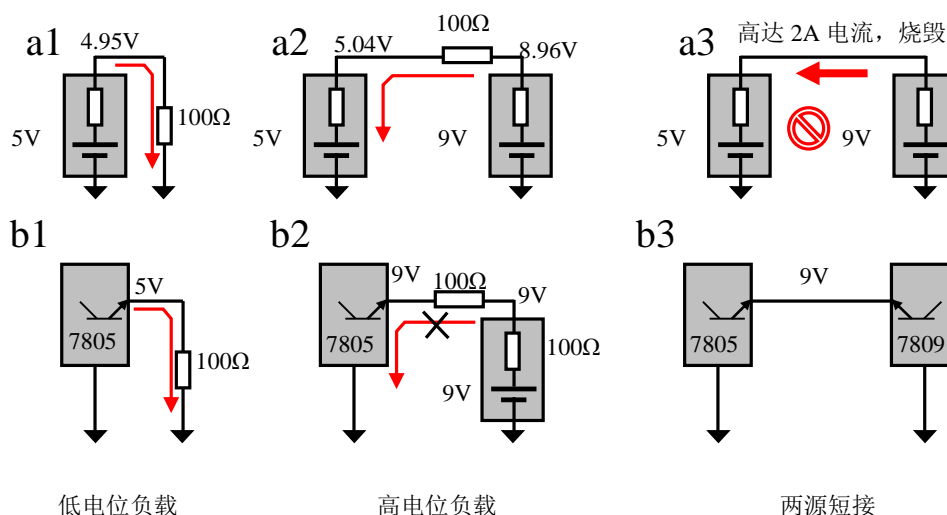 a1
4.95V
5V
100Ω
a2
5.04V
100Ω
8.96V
5V
9V
a3
高达 2A 电流，烧毁
5V
9V
b1
5V
7805
100Ω
b2
9V
100Ω
9V
7805
100Ω
9V
b3
9V
7805
7809
低电位负载
高电位负载
两源短接